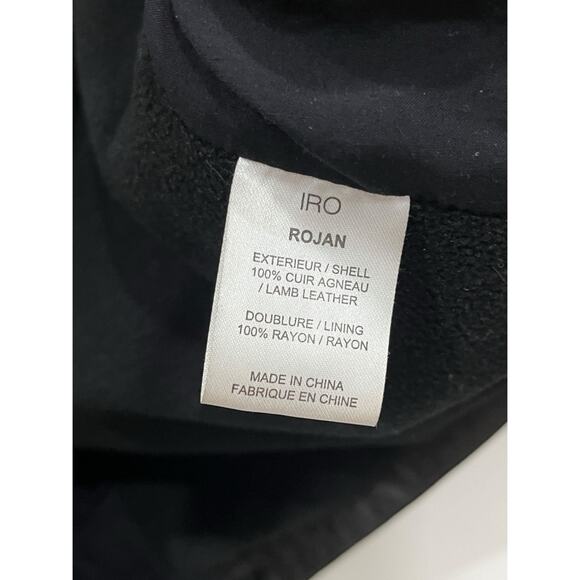 IRO
ROJAN
EXTERIEUR / SHELL
100% CUIR AGNEAU
/ LAMB LEATHER
DOUBLURE / LINING
100% RAYON / RAYON
MADE IN CHINA
FABRIQUE EN CHINE